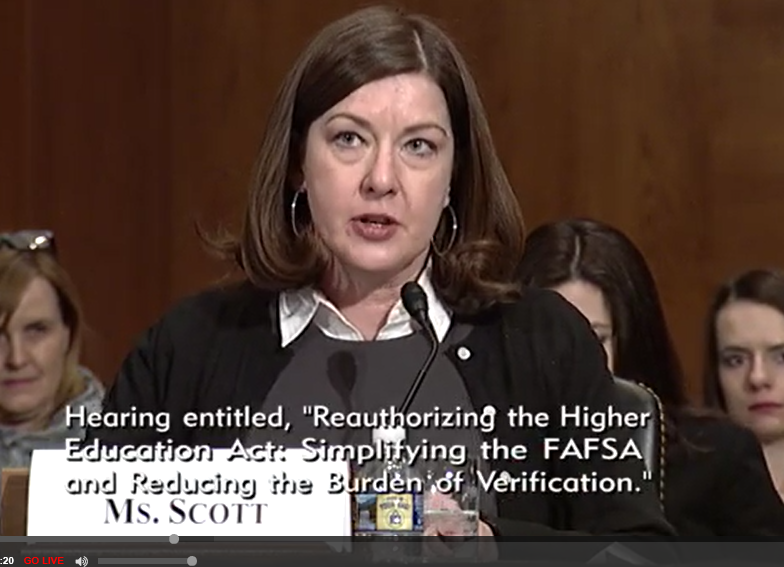 Hearing entitled, "Reauthorizing the Higher
Education Act: Simplifying the FAFSA
and Reducing the Burden of Verification."
Ms. Scott
:20 GO LIVE